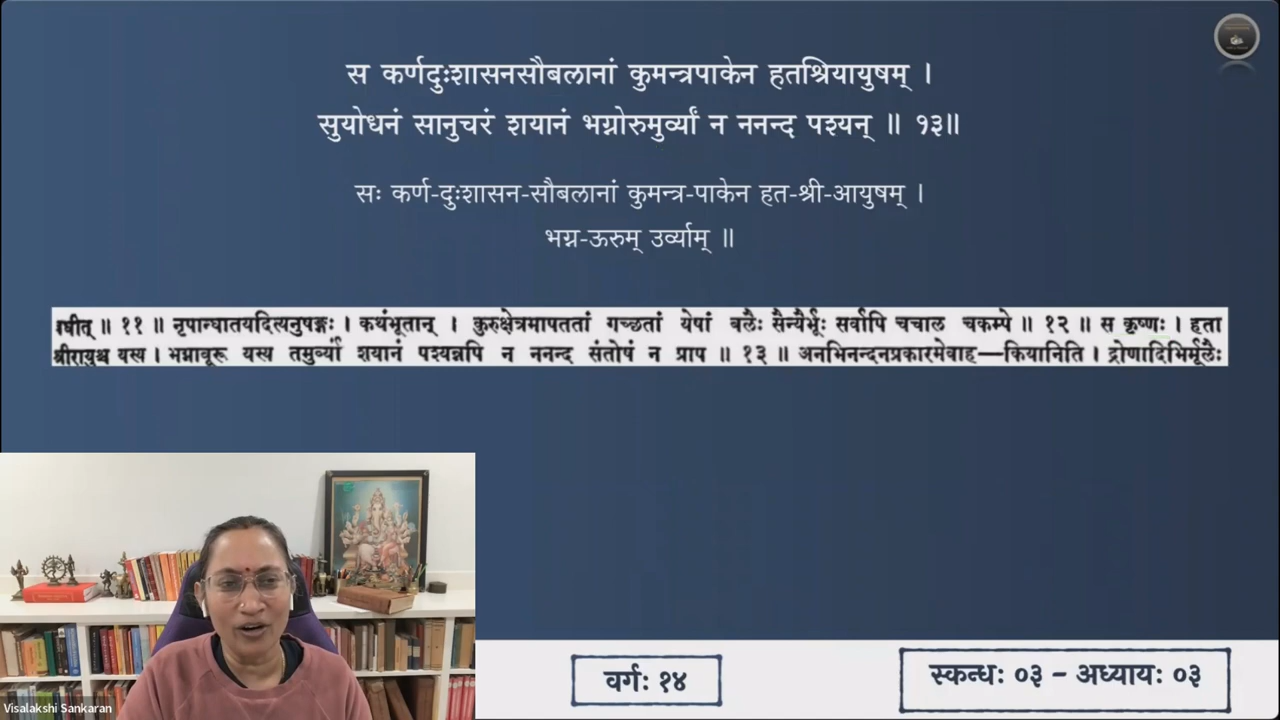 स कर्णदुःशासनसौबलानां कुमन्त्रपाकेन हतश्रियायुषम् ।
सुयोधनं सानुचरं शयानं भग्नोरुमुर्व्यां न ननन्द पश्यन् ॥ १३॥
सः कर्ण-दुःशासन-सौबलानां कुमन्त्र-पाकेन हत-श्री-आयुषम् ।
भग्न-ऊरुम् उर्व्याम् ॥
॥ ११ ॥ नृपान्घातयदित्यनुषङ्गः । कथंभूतान् । कुरुक्षेत्रमापततां गच्छतां येषां बलैः सैन्यैर्भूः सर्वापि चचाल चकम्पे ॥ १२ ॥ स कृष्णः । हता
श्रीरायुश्च यस्य । भग्नावूरू यस्य तमुर्व्यां शयानं पश्यन्नपि न ननन्द संतोषं न प्राप ॥ १३ ॥ अनभिनन्दनप्रकारमेवाह—कियानिति । द्रोणादिभिर्मूलैः
Visalakshi Sankaran
वर्गः १४
स्कन्धः ०३ - अध्यायः ०३